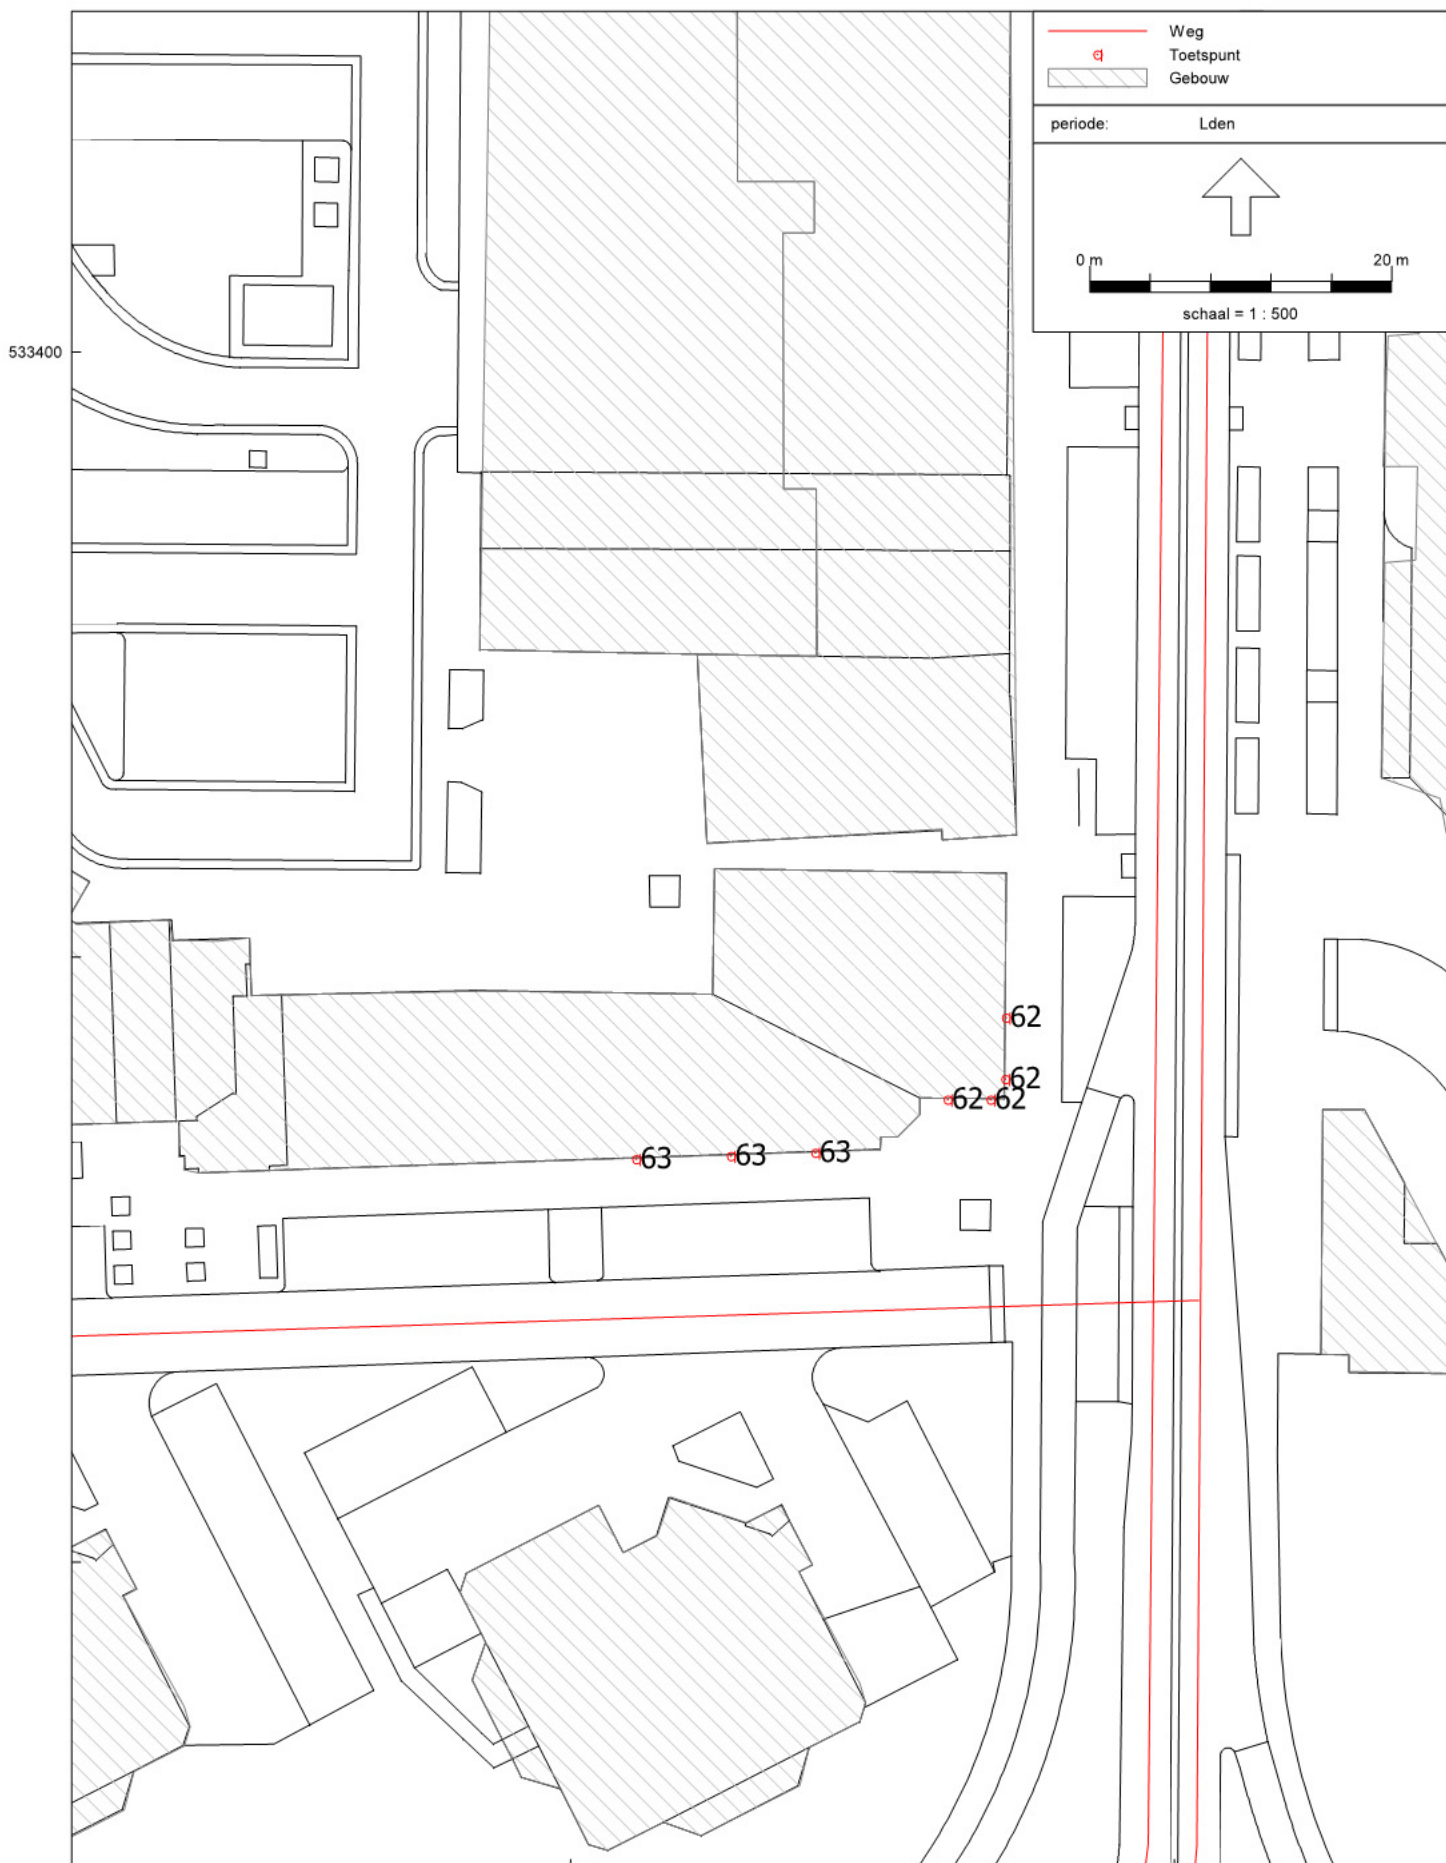 Weg
Toetspunt
Gebouw
periode: Lden
0 m 20 m
schaal = 1 : 500
533400
62
62
62 62
63 63 63